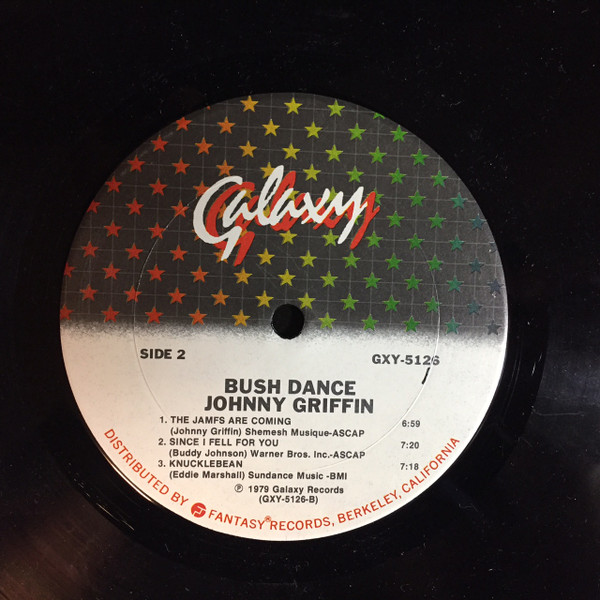 Galaxy
SIDE 2 GXY-5126
BUSH DANCE
JOHNNY GRIFFIN
1. THE JAMFS ARE COMING 6:59
(Johnny Griffin) Shemesh Musique-ASCAP
2. SINCE I FELL FOR YOU 7:20
(Buddy Johnson) Warner Bros. Inc.-ASCAP
3. KNUCKLEBEAN 7:18
(Eddie Marshall) Sundance Music -BMI
℗ 1979 Galaxy Records
(GXY-5126-B)
DISTRIBUTED BY FANTASY® RECORDS, BERKELEY, CALIFORNIA